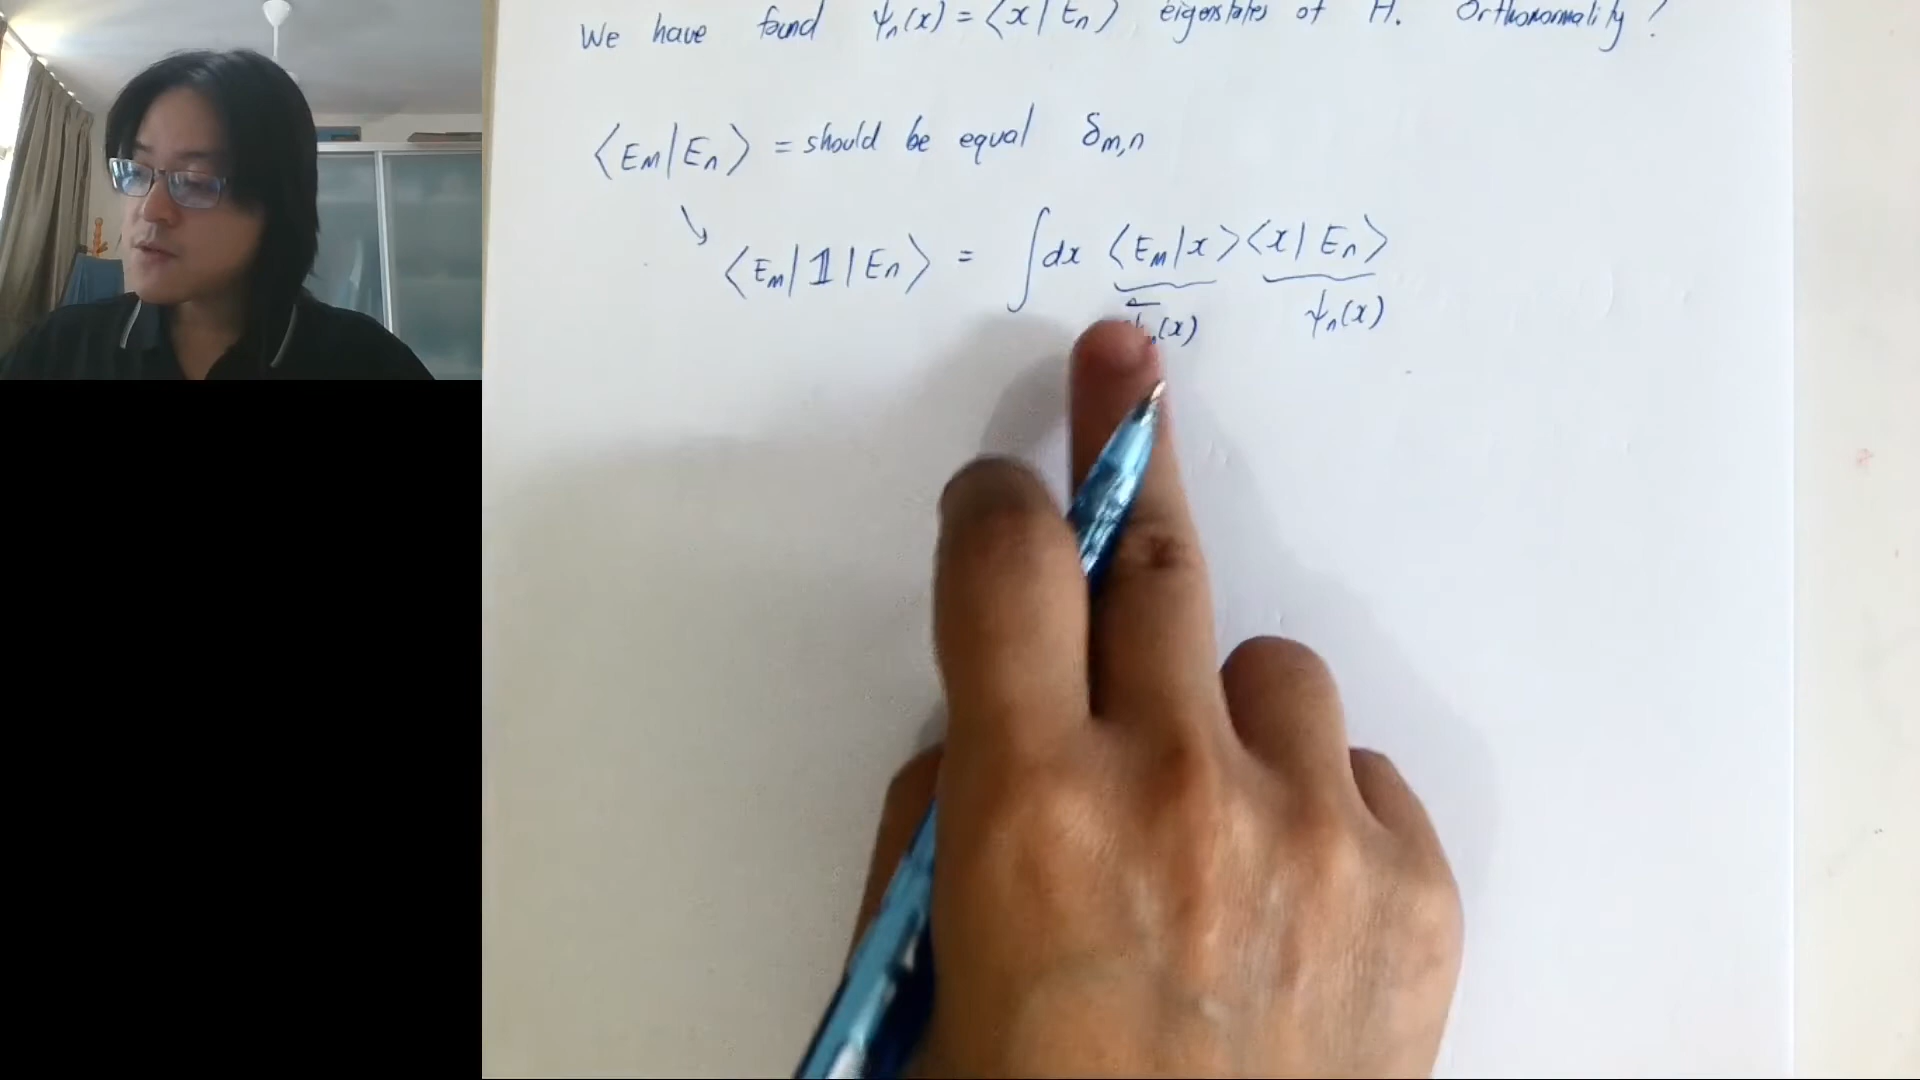 We have found ψₙ(x) = ⟨x|Eₙ⟩ eigenstates of H. Orthonormality?
⟨Eₘ|Eₙ⟩ = should be equal δₘ,ₙ
↘ ⟨Eₘ|𝟙|Eₙ⟩ = ∫dx ⟨Eₘ|x⟩⟨x|Eₙ⟩
(x) ψₙ(x)